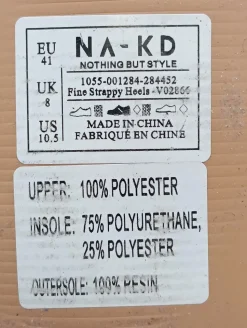 EU
41
UK
8
US
10.5
NA-KD
NOTHING BUT STYLE
1055-001284-284452
Fine Strappy Heels -V02866
MADE IN CHINA
FABRIQUÉ EN CHINE
UPPER: 100% POLYESTER
INSOLE: 75% POLYURETHANE,
25% POLYESTER
OUTERSOLE: 100% RESIN